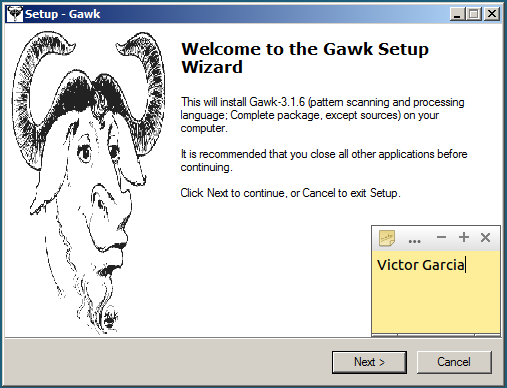 Setup - Gawk
Welcome to the Gawk Setup
Wizard
This will install Gawk-3.1.6 (pattern scanning and processing
language; Complete package, except sources) on your
computer.
It is recommended that you close all other applications before
continuing.
Click Next to continue, or Cancel to exit Setup.
...
Victor Garcia
Next >
Cancel